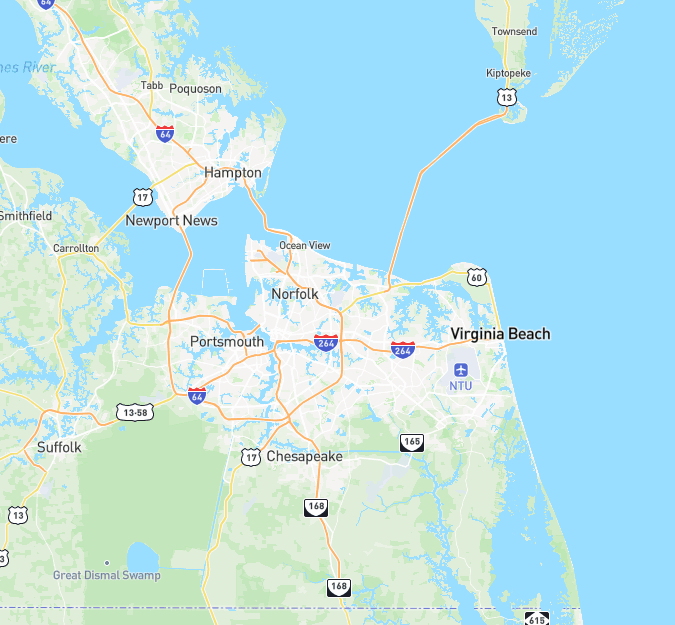 64
Townsend
Kiptopeke
13
nes River
Tabb
Poquoson
64
ere
Hampton
17
Smithfield
Newport News
Carrollton
Ocean View
60
Norfolk
Virginia Beach
Portsmouth
264
264
NTU
64
13-58
165
Suffolk
17
Chesapeake
168
13
3
Great Dismal Swamp
168
615